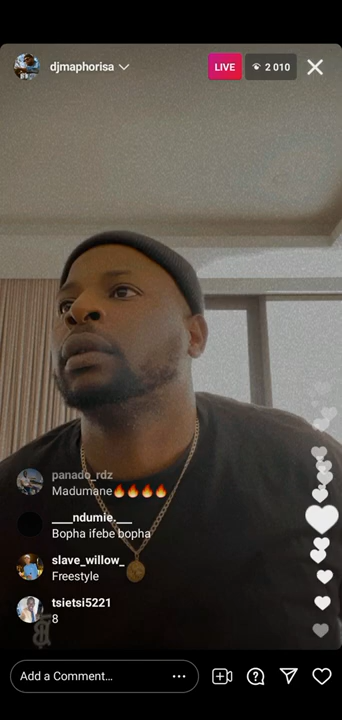 djmaphorisa
LIVE
2 010
panado_rdz
Madumane🔥🔥🔥🔥
___ndumie.___
Bopha ifebe bopha
slave_willow_
Freestyle
tsietsi5221
8
Add a Comment...